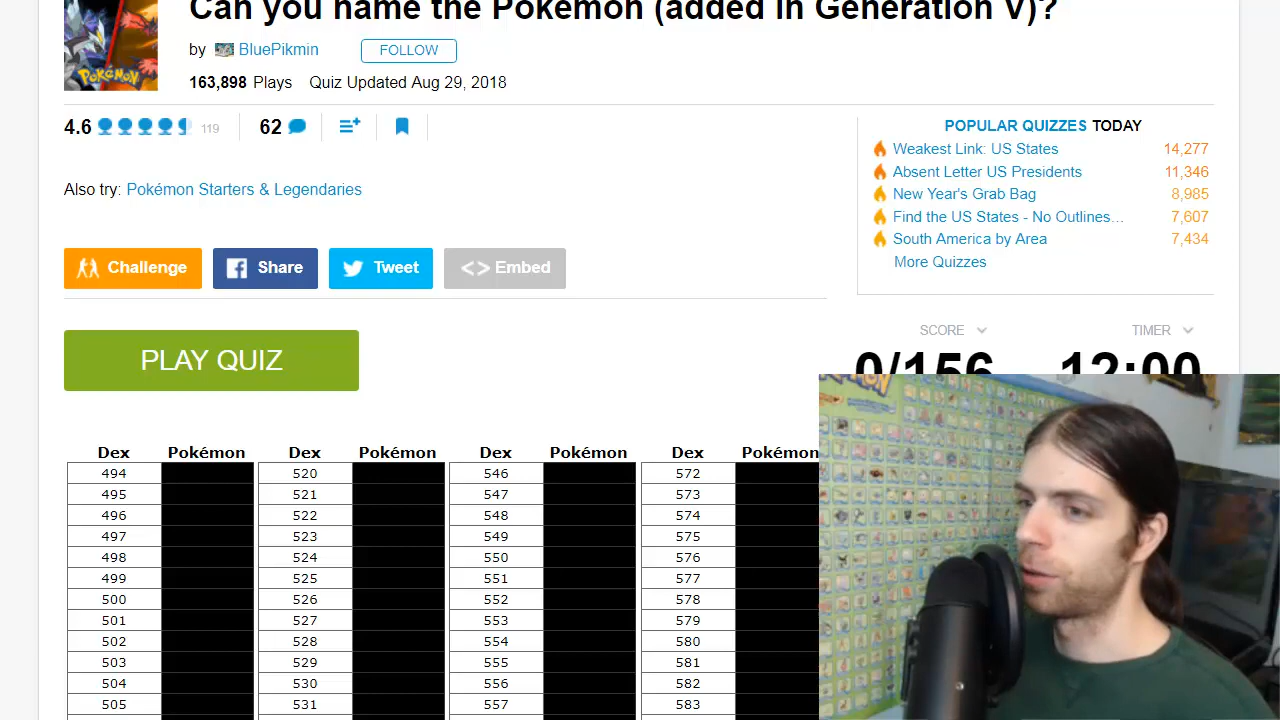 Can you name the Pokémon (added in Generation V)?
by BluePikmin FOLLOW
163,898 Plays Quiz Updated Aug 29, 2018
4.6 119 62
Also try: Pokémon Starters & Legendaries
Challenge Share Tweet <> Embed
POPULAR QUIZZES TODAY
Weakest Link: US States 14,277
Absent Letter US Presidents 11,346
New Year's Grab Bag 8,985
Find the US States - No Outlines... 7,607
South America by Area 7,434
More Quizzes
PLAY QUIZ
SCORE TIMER
0/156 12:00
Dex Pokémon Dex Pokémon Dex Pokémon Dex Pokémon
494 520 546 572
495 521 547 573
496 522 548 574
497 523 549 575
498 524 550 576
499 525 551 577
500 526 552 578
501 527 553 579
502 528 554 580
503 529 555 581
504 530 556 582
505 531 557 583
POKÉMON